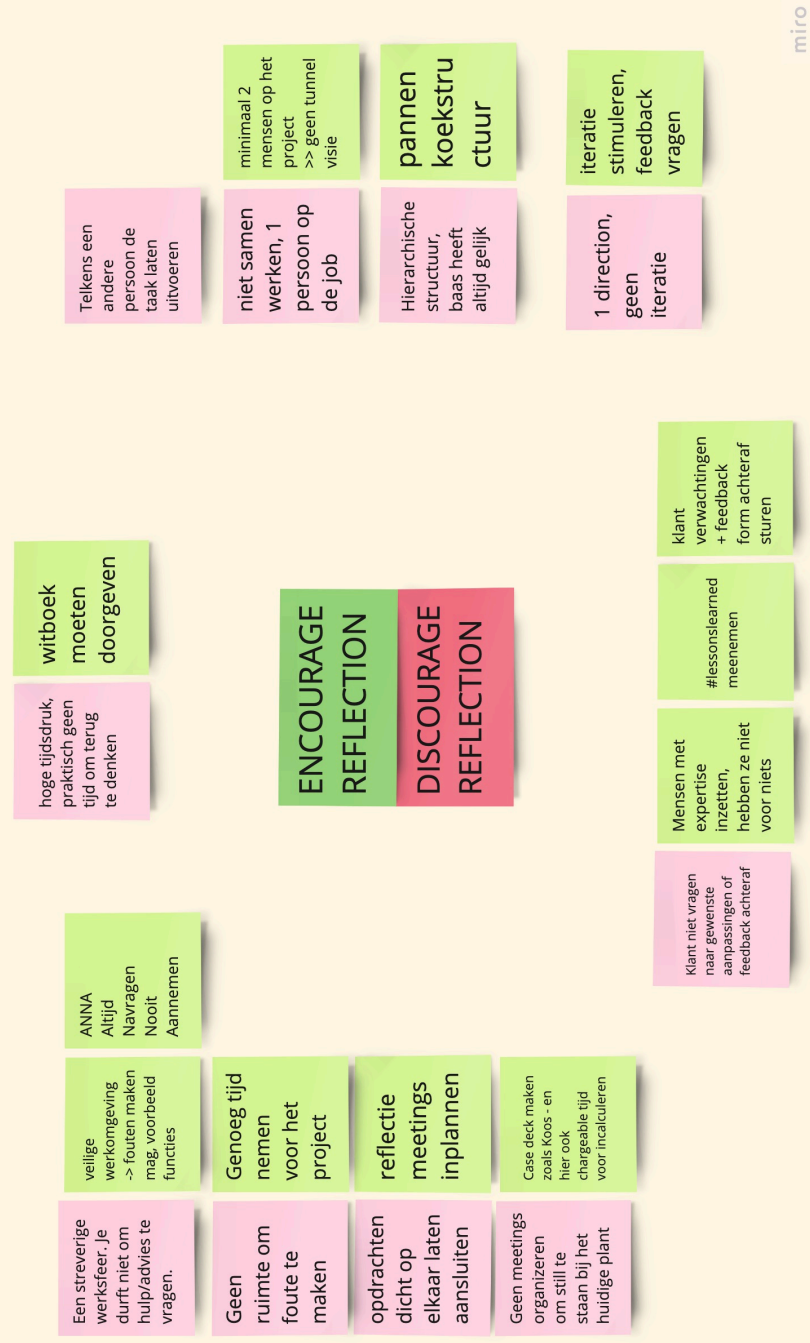 Een streverige
werksfeer. Je
durft niet om
hulp/advies te
vragen.
veilige
werkomgeving
-> fouten maken
mag, voorbeeld
functies
ANNA
Altijd
Navragen
Nooit
Aannemen
Geen
ruimte om
foute te
maken
Genoeg tijd
nemen
voor het
project
opdrachten
dicht op
elkaar laten
aansluiten
reflectie
meetings
inplannen
Geen meetings
organizeren
om still te
staan bij het
huidige plant
Case deck maken
zoals Koos - en
hier ook
chargeable tijd
voor incalculeren
hoge tijdsdruk,
praktisch geen
tijd om terug
te denken
witboek
moeten
doorgeven
ENCOURAGE
REFLECTION
DISCOURAGE
REFLECTION
Klant niet vragen
naar gewenste
aanpassingen of
feedback achteraf
Mensen met
expertise
inzetten,
hebben ze niet
voor niets
#lessonslearned
meenemen
klant
verwachtingen
+ feedback
form achteraf
sturen
Telkens een
andere
persoon de
taak laten
uitvoeren
niet samen
werken, 1
persoon op
de job
minimaal 2
mensen op het
project
>> geen tunnel
visie
Hierarchische
structuur,
baas heeft
altijd gelijk
pannen
koekstru
ctuur
1 direction,
geen
iteratie
iteratie
stimuleren,
feedback
vragen
miro